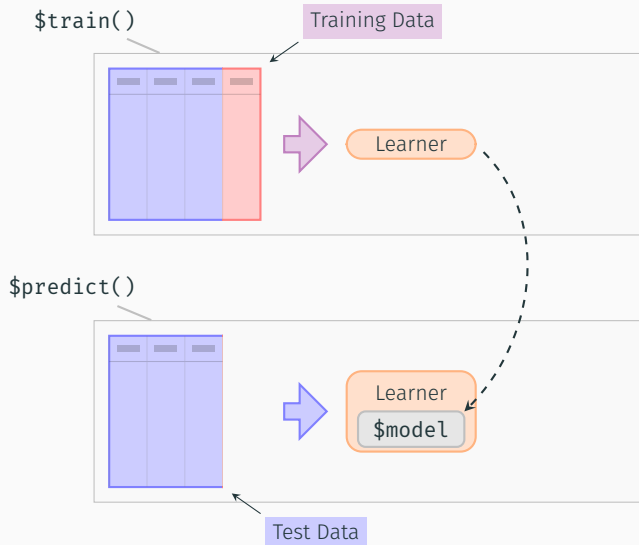 $train()
Training Data
Learner
$predict()
Learner
$model
Test Data